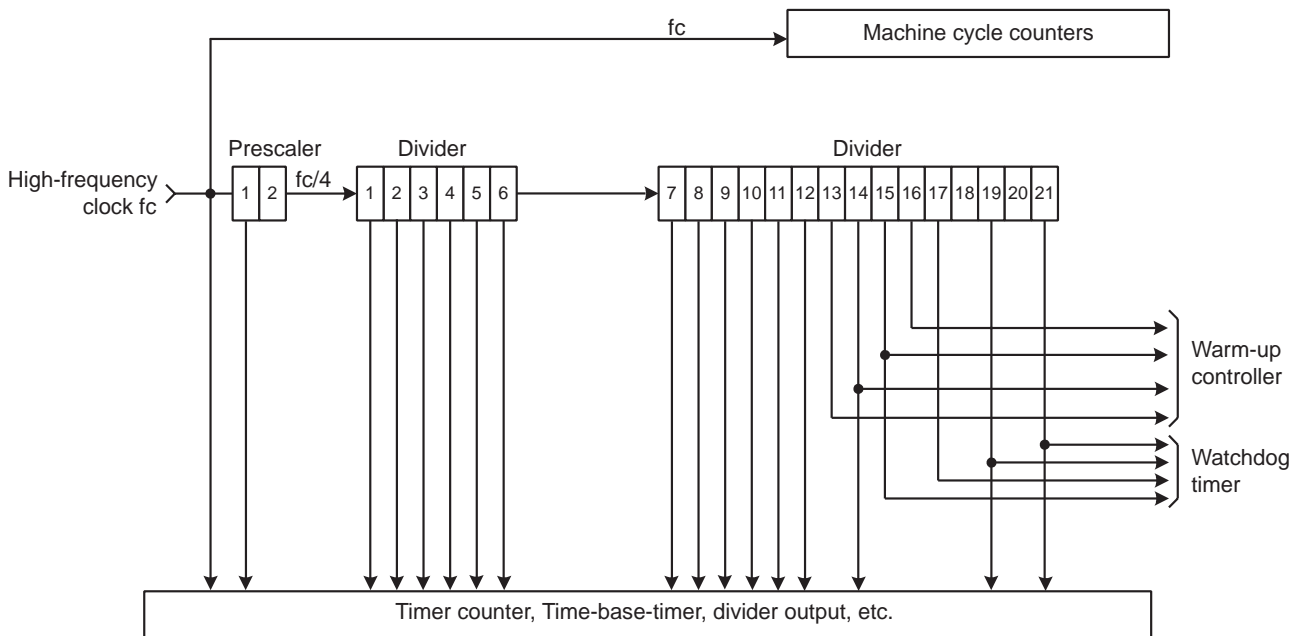 fc
Machine cycle counters
Prescaler
Divider
Divider
High-frequency
clock fc
fc/4
1 2
1 2 3 4 5 6
7 8 9 10 11 12 13 14 15 16 17 18 19 20 21
Warm-up
controller
Watchdog
timer
Timer counter, Time-base-timer, divider output, etc.